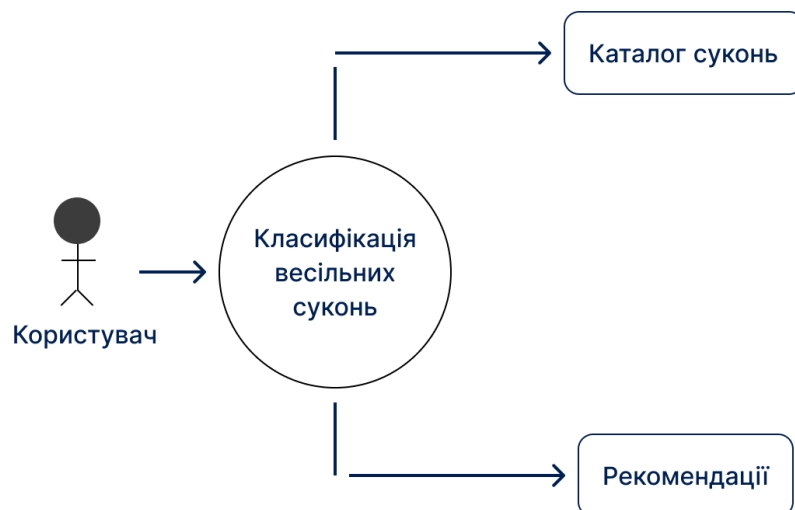 Каталог суконь
Класифікація
весільних
суконь
Користувач
Рекомендації